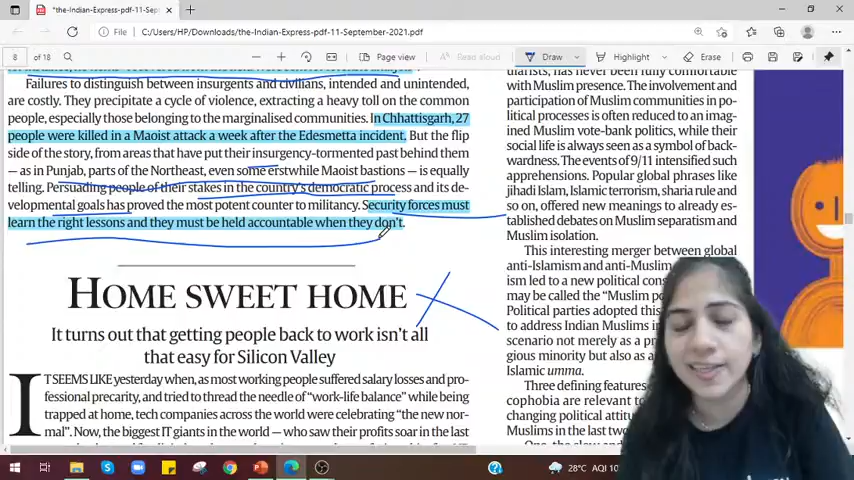 *the-Indian-Express-pdf-11-Sep
File
C:/Users/HP/Downloads/the-Indian-Express-pdf-11-September-2021.pdf
8 of 18
Page view
Read aloud
Draw
Highlight
Erase
Failures to distinguish between insurgents and civilians, intended and unintended,
are costly. They precipitate a cycle of violence, extracting a heavy toll on the common
people, especially those belonging to the marginalised communities. In Chhattisgarh, 27
people were killed in a Maoist attack a week after the Edesmetta incident. But the flip
side of the story, from areas that have put their insurgency-tormented past behind them
— as in Punjab, parts of the Northeast, even some erstwhile Maoist bastions — is equally
telling. Persuading people of their stakes in the country's democratic process and its de-
velopmental goals has proved the most potent counter to militancy. Security forces must
learn the right lessons and they must be held accountable when they don't.
HOME SWEET HOME
It turns out that getting people back to work isn't all
that easy for Silicon Valley
IT SEEMS LIKE yesterday when, as most working people suffered salary losses and pro-
fessional precarity, and tried to thread the needle of "work-life balance" while being
trapped at home, tech companies across the world were celebrating "the new nor-
mal". Now, the biggest IT giants in the world — who saw their profits soar in the last
ularists, has never been fully comfortable
with Muslim presence. The involvement and
participation of Muslim communities in po-
litical processes is often reduced to an imag-
ined Muslim vote-bank politics, while their
social life is always seen as a symbol of back-
wardness. The events of 9/11 intensified such
apprehensions. Popular global phrases like
jihadi Islam, Islamic terrorism, sharia rule and
so on, offered new meanings to already es-
tablished debates on Muslim separatism and
Muslim isolation.
This interesting merger between global
anti-Islamism and anti-Muslim
ism led to a new political
may be called the "Muslim
Political parties adopted this
to address Indian Muslims in
scenario not merely as a
gious minority but also as a
Islamic umma.
Three defining features
cophobia are relevant to
changing political
Muslims in the last two
28°C AQI 10